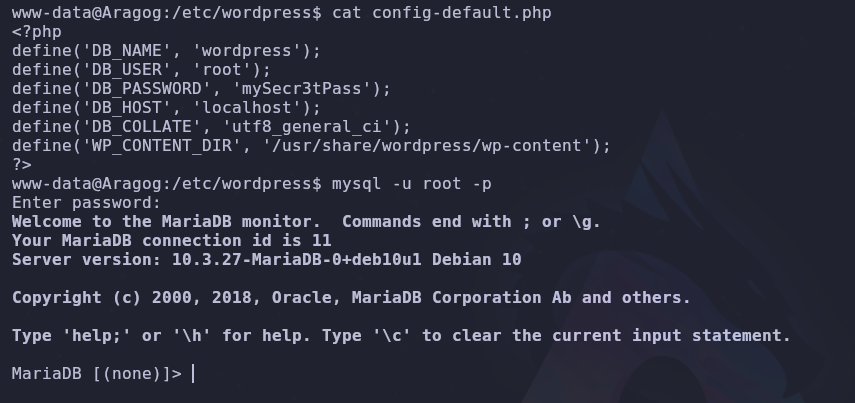 www-data@Aragog:/etc/wordpress$ cat config-default.php
<?php
define('DB_NAME', 'wordpress');
define('DB_USER', 'root');
define('DB_PASSWORD', 'mySecr3tPass');
define('DB_HOST', 'localhost');
define('DB_COLLATE', 'utf8_general_ci');
define('WP_CONTENT_DIR', '/usr/share/wordpress/wp-content');
?>
www-data@Aragog:/etc/wordpress$ mysql -u root -p
Enter password:
Welcome to the MariaDB monitor.  Commands end with ; or \g.
Your MariaDB connection id is 11
Server version: 10.3.27-MariaDB-0+deb10u1 Debian 10

Copyright (c) 2000, 2018, Oracle, MariaDB Corporation Ab and others.

Type 'help;' or '\h' for help. Type '\c' to clear the current input statement.

MariaDB [(none)]>